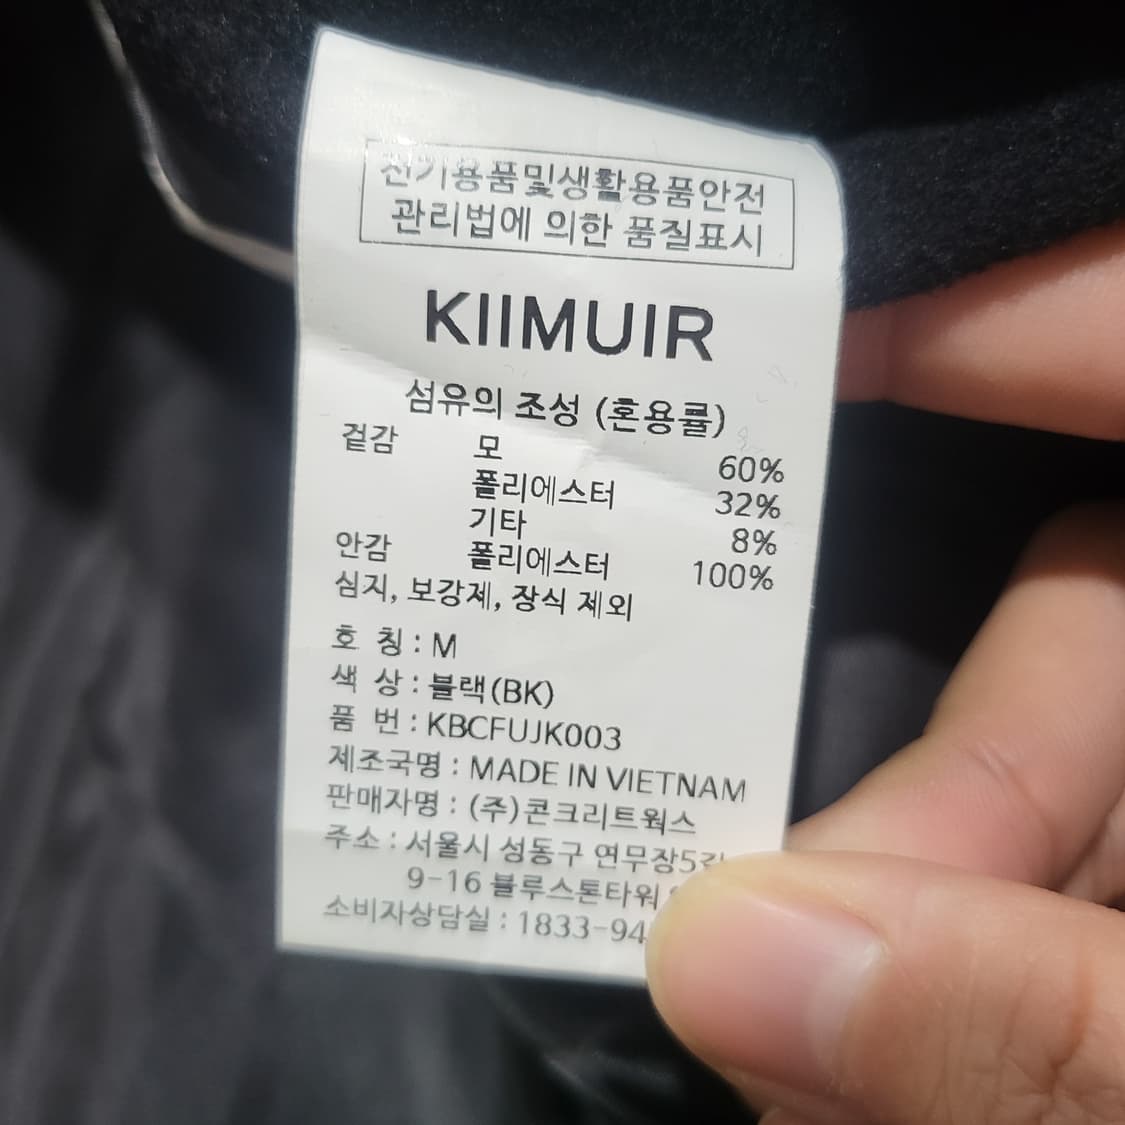 전기용품및생활용품안전
관리법에 의한 품질표시
KIIMUIR
섬유의 조성 (혼용률)
겉감 모 60%
폴리에스터 32%
기타 8%
안감 폴리에스터 100%
심지, 보강제, 장식 제외
호 칭 : M
색 상 : 블랙(BK)
품 번 : KBCFUJK003
제조국명 : MADE IN VIETNAM
판매자명 : (주)콘크리트웍스
주소 : 서울시 성동구 연무장5길
9-16 블루스톤타워
소비자상담실 : 1833-94